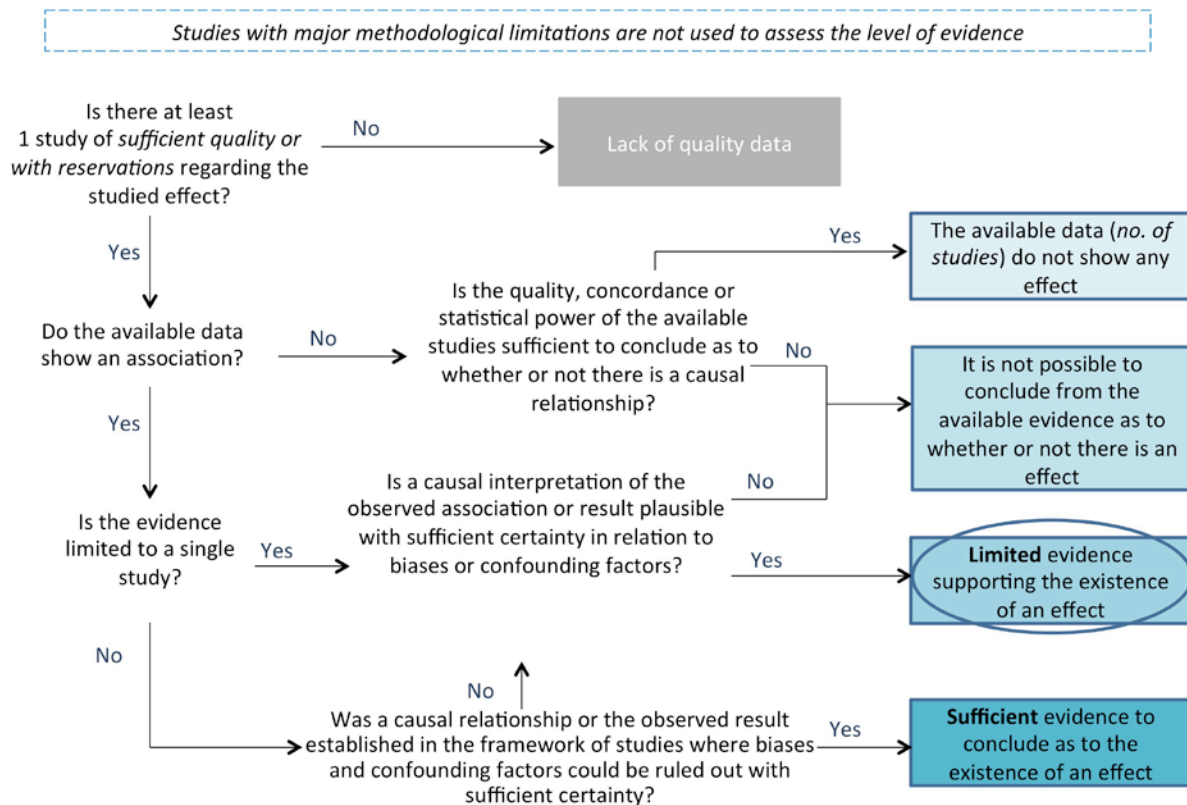 Studies with major methodological limitations are not used to assess the level of evidence
Is there at least
1 study of sufficient quality or
with reservations regarding the
studied effect?
No
Lack of quality data
Yes
Yes
The available data (no. of
studies) do not show any
effect
Do the available data
show an association?
No
Is the quality, concordance or
statistical power of the available
studies sufficient to conclude as to
whether or not there is a causal
relationship?
No
It is not possible to
conclude from the
available evidence as to
whether or not there is an
effect
Yes
Is the evidence
limited to a single
study?
Yes
Is a causal interpretation of the
observed association or result plausible
with sufficient certainty in relation to
biases or confounding factors?
No
Yes
Limited evidence
supporting the existence
of an effect
No
No
Was a causal relationship or the observed result
established in the framework of studies where biases
and confounding factors could be ruled out with
sufficient certainty?
Yes
Sufficient evidence to
conclude as to the
existence of an effect